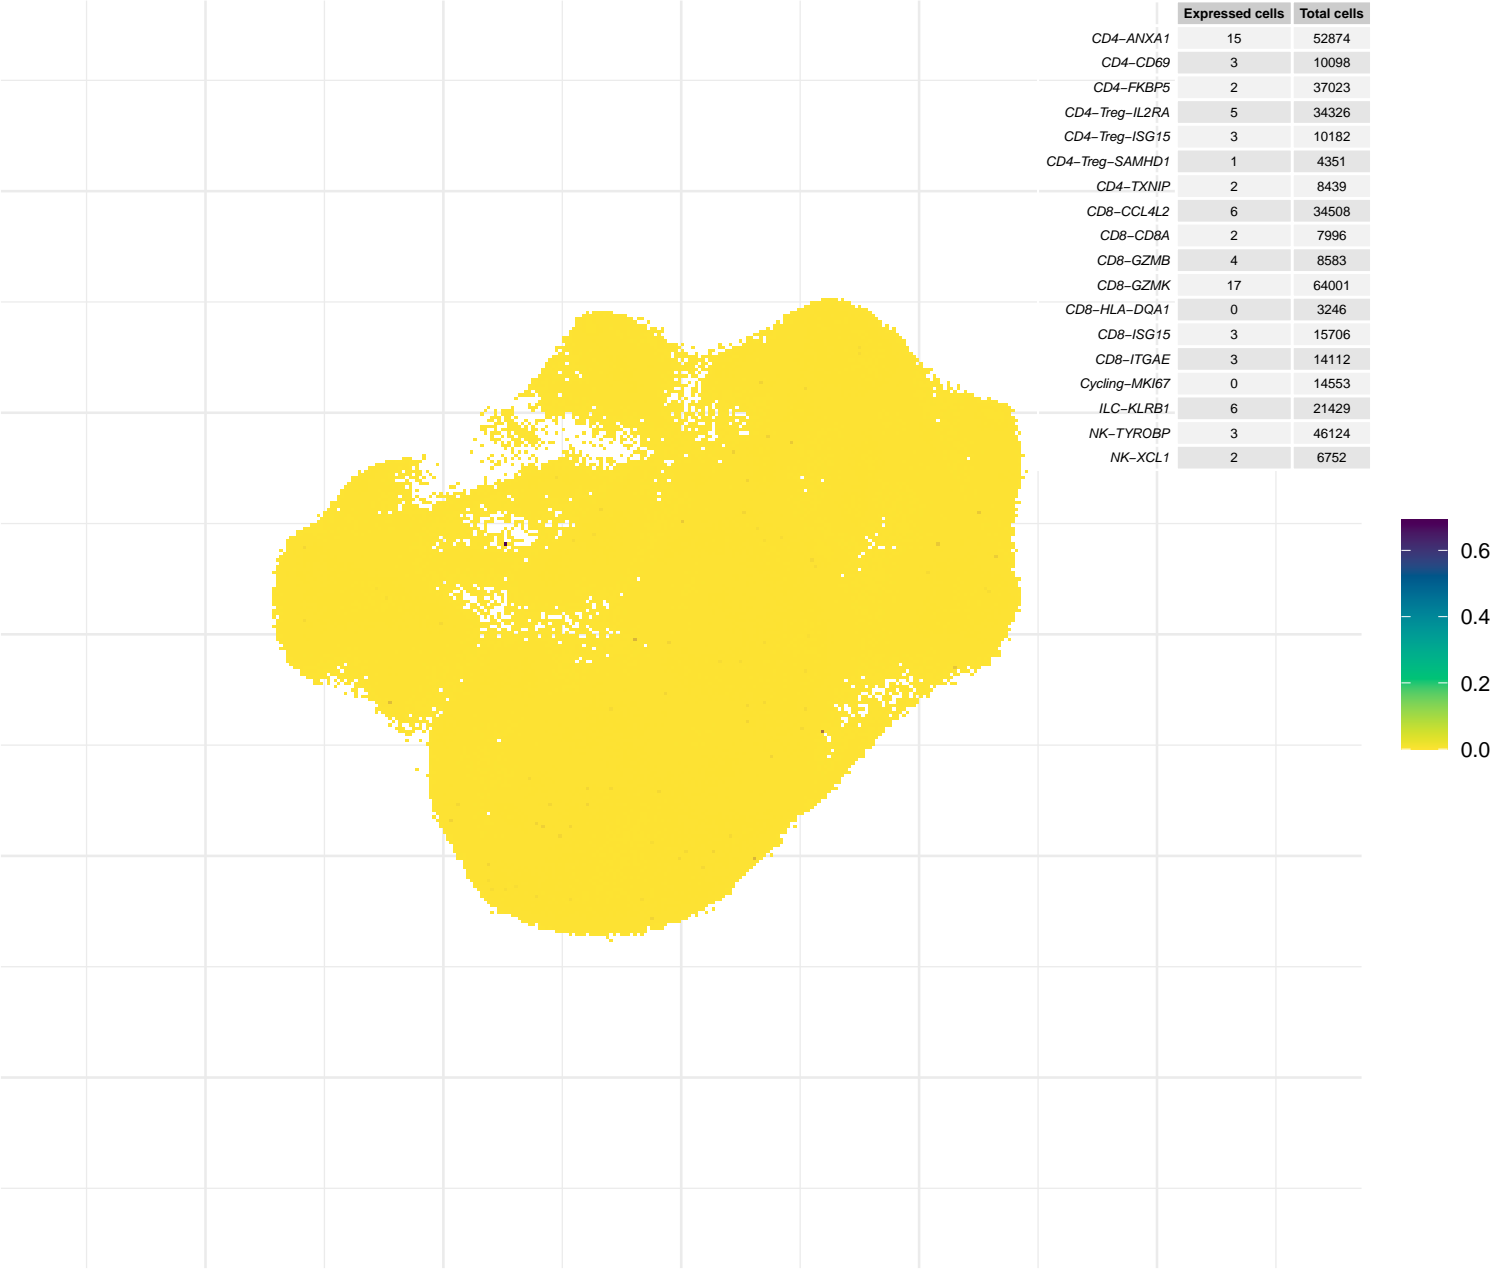 Expressed cells Total cells
CD4−ANXA1 15 52874
CD4−CD69 3 10098
CD4−FKBP5 2 37023
CD4−Treg−IL2RA 5 34326
CD4−Treg−ISG15 3 10182
CD4−Treg−SAMHD1 1 4351
CD4−TXNIP 2 8439
CD8−CCL4L2 6 34508
CD8−CD8A 2 7996
CD8−GZMB 4 8583
CD8−GZMK 17 64001
CD8−HLA−DQA1 0 3246
CD8−ISG15 3 15706
CD8−ITGAE 3 14112
Cycling−MKI67 0 14553
ILC−KLRB1 6 21429
NK−TYROBP 3 46124
NK−XCL1 2 6752
0.6
0.4
0.2
0.0